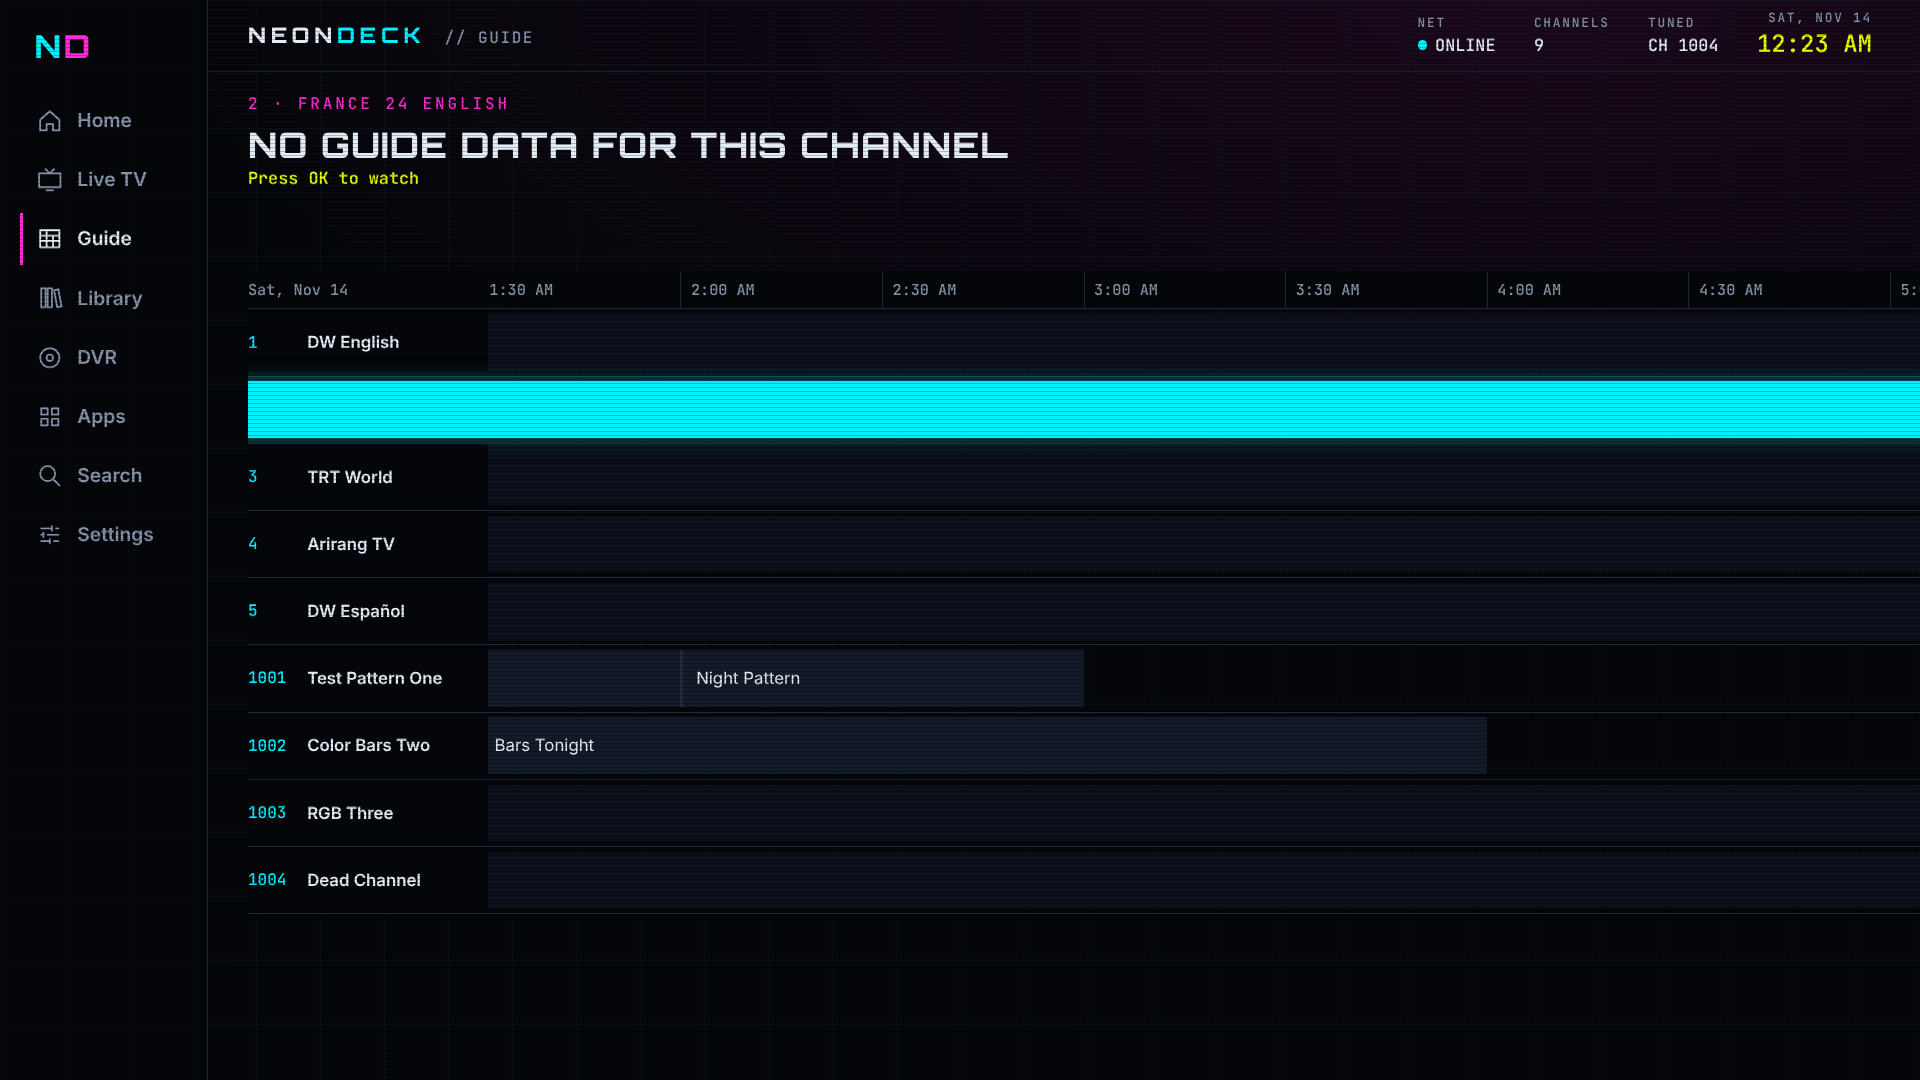 ND
Home
Live TV
Guide
Library
DVR
Apps
Search
Settings
NEONDECK // GUIDE
NET
ONLINE
CHANNELS
9
TUNED
CH 1004
SAT, NOV 14
12:23 AM
2 · FRANCE 24 ENGLISH
NO GUIDE DATA FOR THIS CHANNEL
Press OK to watch
Sat, Nov 14 1:30 AM 2:00 AM 2:30 AM 3:00 AM 3:30 AM 4:00 AM 4:30 AM 5:
1 DW English
3 TRT World
4 Arirang TV
5 DW Español
1001 Test Pattern One Night Pattern
1002 Color Bars Two Bars Tonight
1003 RGB Three
1004 Dead Channel